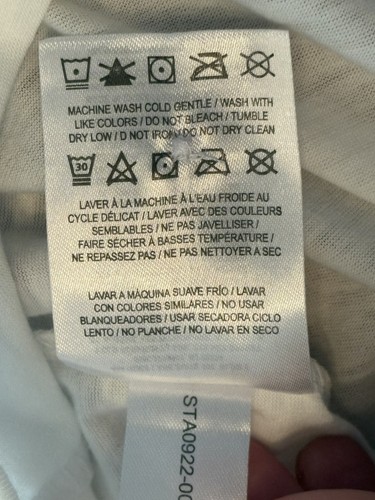 MACHINE WASH COLD GENTLE / WASH WITH
LIKE COLORS / DO NOT BLEACH / TUMBLE
DRY LOW / D NOT IRON / DO NOT DRY CLEAN
30
LAVER À LA MACHINE À L'EAU FROIDE AU
CYCLE DÉLICAT / LAVER AVEC DES COULEURS
SEMBLABLES / NE PAS JAVELLISER /
FAIRE SÉCHER À BASSES TEMPÉRATURE /
NE REPASSEZ PAS / NE PAS NETTOYER A SEC
LAVAR A MÀQUINA SUAVE FRÍO / LAVAR
CON COLORES SIMILARES / NO USAR
BLANQUEADORES / USAR SECADORA CICLO
LENTO / NO PLANCHE / NO LAVAR EN SECO
STA0922-00